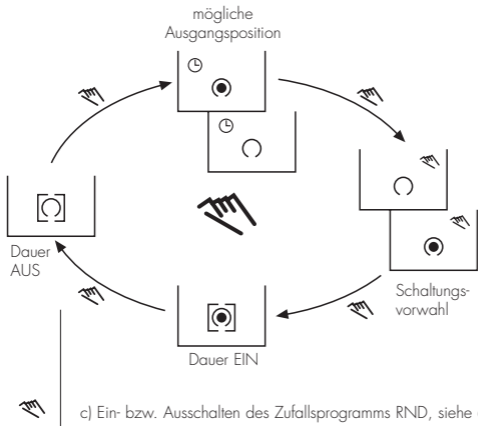 mögliche
Ausgangsposition
Dauer
AUS
Schaltungs-
vorwahl
Dauer EIN
c) Ein- bzw. Ausschalten des Zufallsprogramms RND, siehe